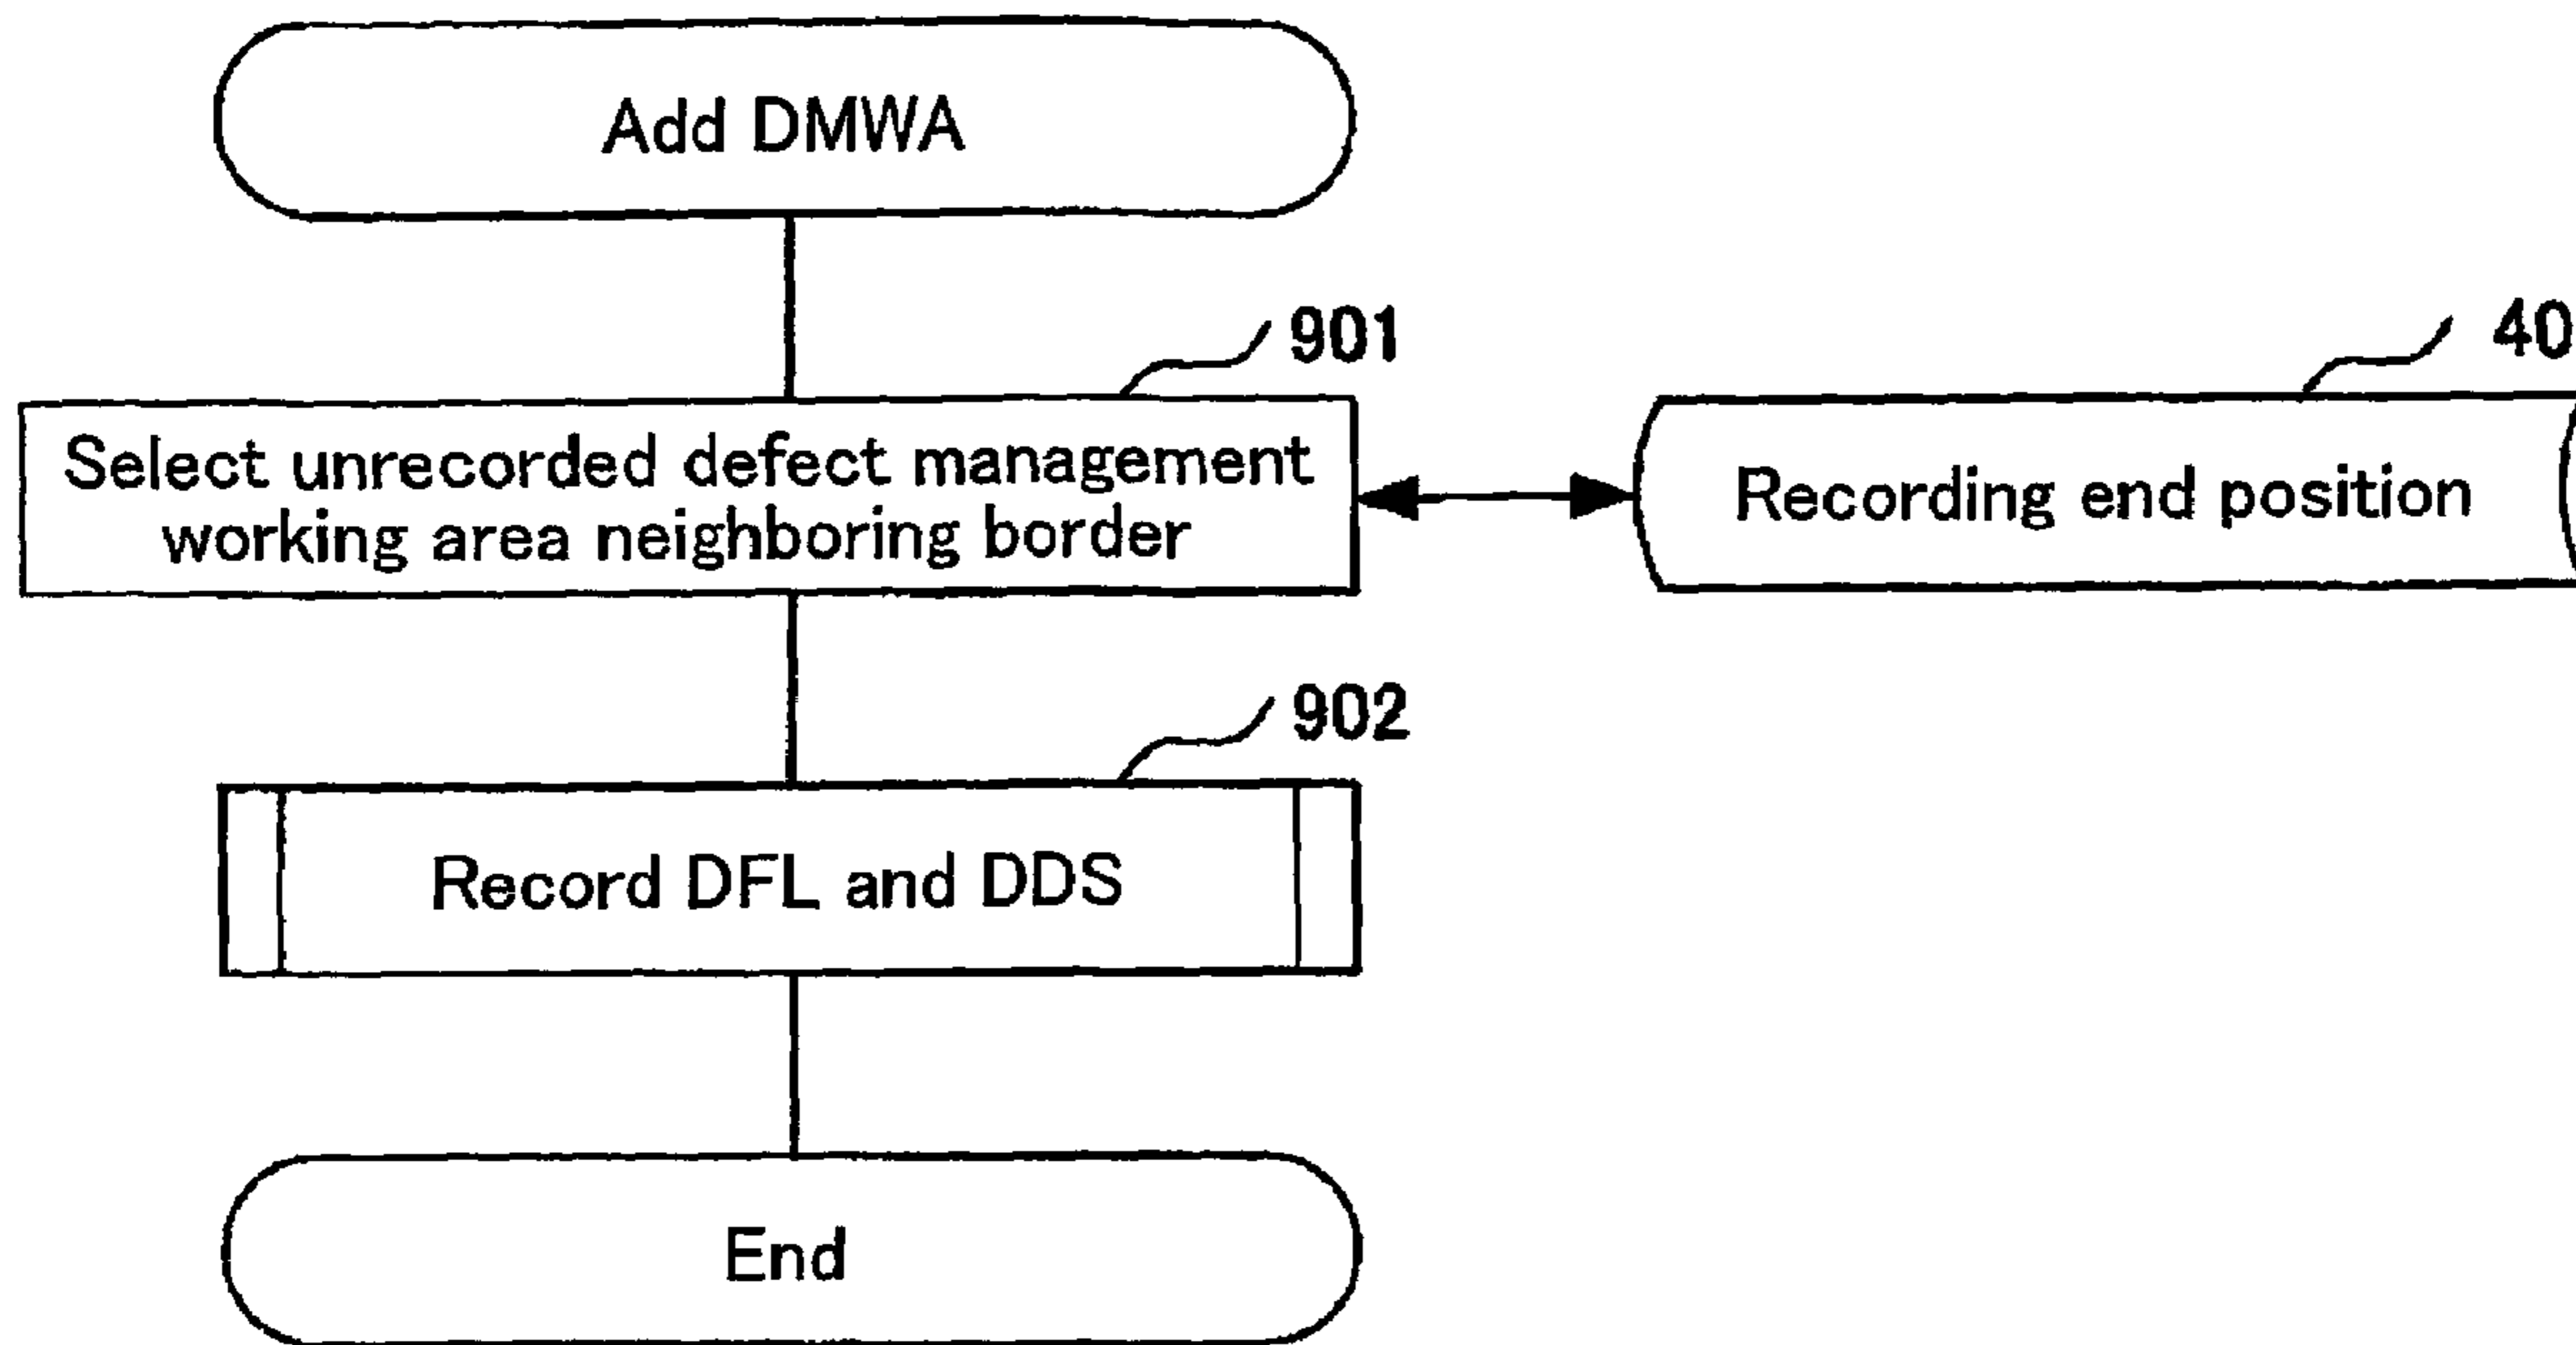 Add DMWA
901
40
Select unrecorded defect management
working area neighboring border
Recording end position
902
Record DFL and DDS
End